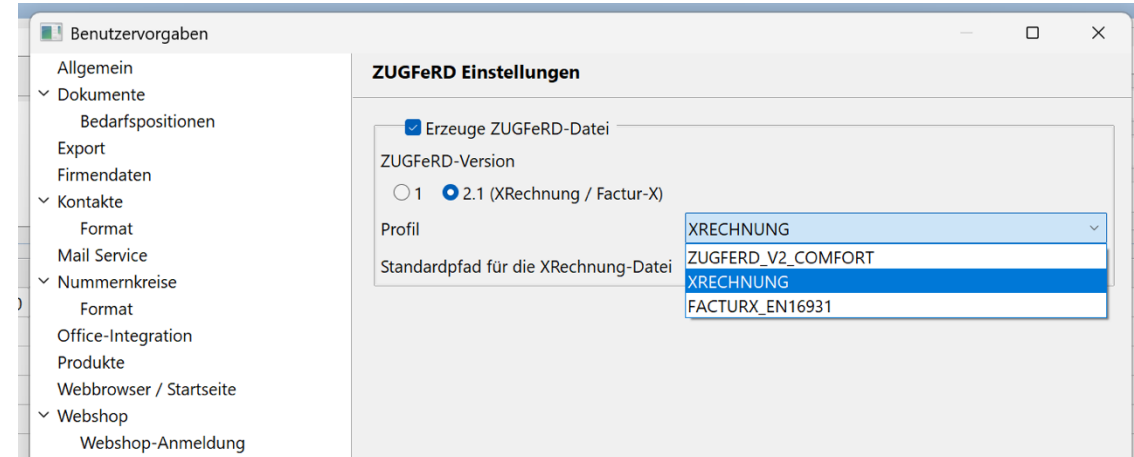 Benutzervorgaben
Allgemein
Dokumente
Bedarfspositionen
Export
Firmendaten
Kontakte
Format
Mail Service
Nummernkreise
Format
Office-Integration
Produkte
Webbrowser / Startseite
Webshop
Webshop-Anmeldung
ZUGFeRD Einstellungen
Erzeuge ZUGFeRD-Datei
ZUGFeRD-Version
1 2.1 (XRechnung / Factur-X)
Profil XRECHNUNG
Standardpfad für die XRechnung-Datei
ZUGFERD_V2_COMFORT
XRECHNUNG
FACTURX_EN16931